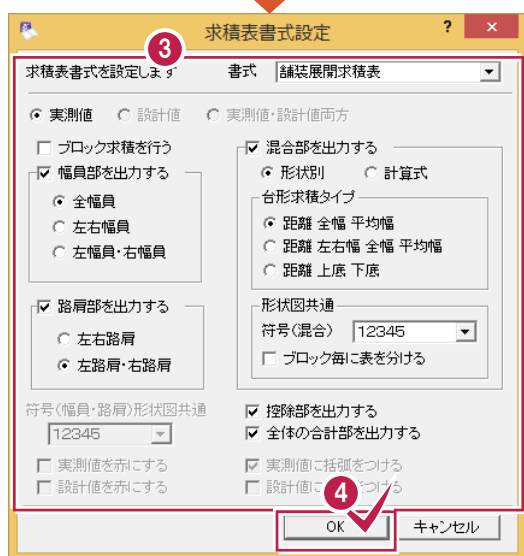 求積表書式設定 ? ×
3
求積表書式を設定します 書式 舗装展開求積表
実測値 設計値 実測値・設計値両方
ブロック求積を行う
幅員部を出力する
全幅員
左右幅員
左幅員・右幅員
混合部を出力する
形状別 計算式
台形求積タイプ
距離 全幅 平均幅
距離 左右幅 全幅 平均幅
距離 上底 下底
路肩部を出力する
左右路肩
左路肩・右路肩
形状図共通
符号(混合) 12345
ブロック毎に表を分ける
符号(幅員・路肩)形状図共通
12345
控除部を出力する
全体の合計部を出力する
実測値を赤にする
設計値を赤にする
実測値に括弧をつける
設計値に
つける
4
OK キャンセル